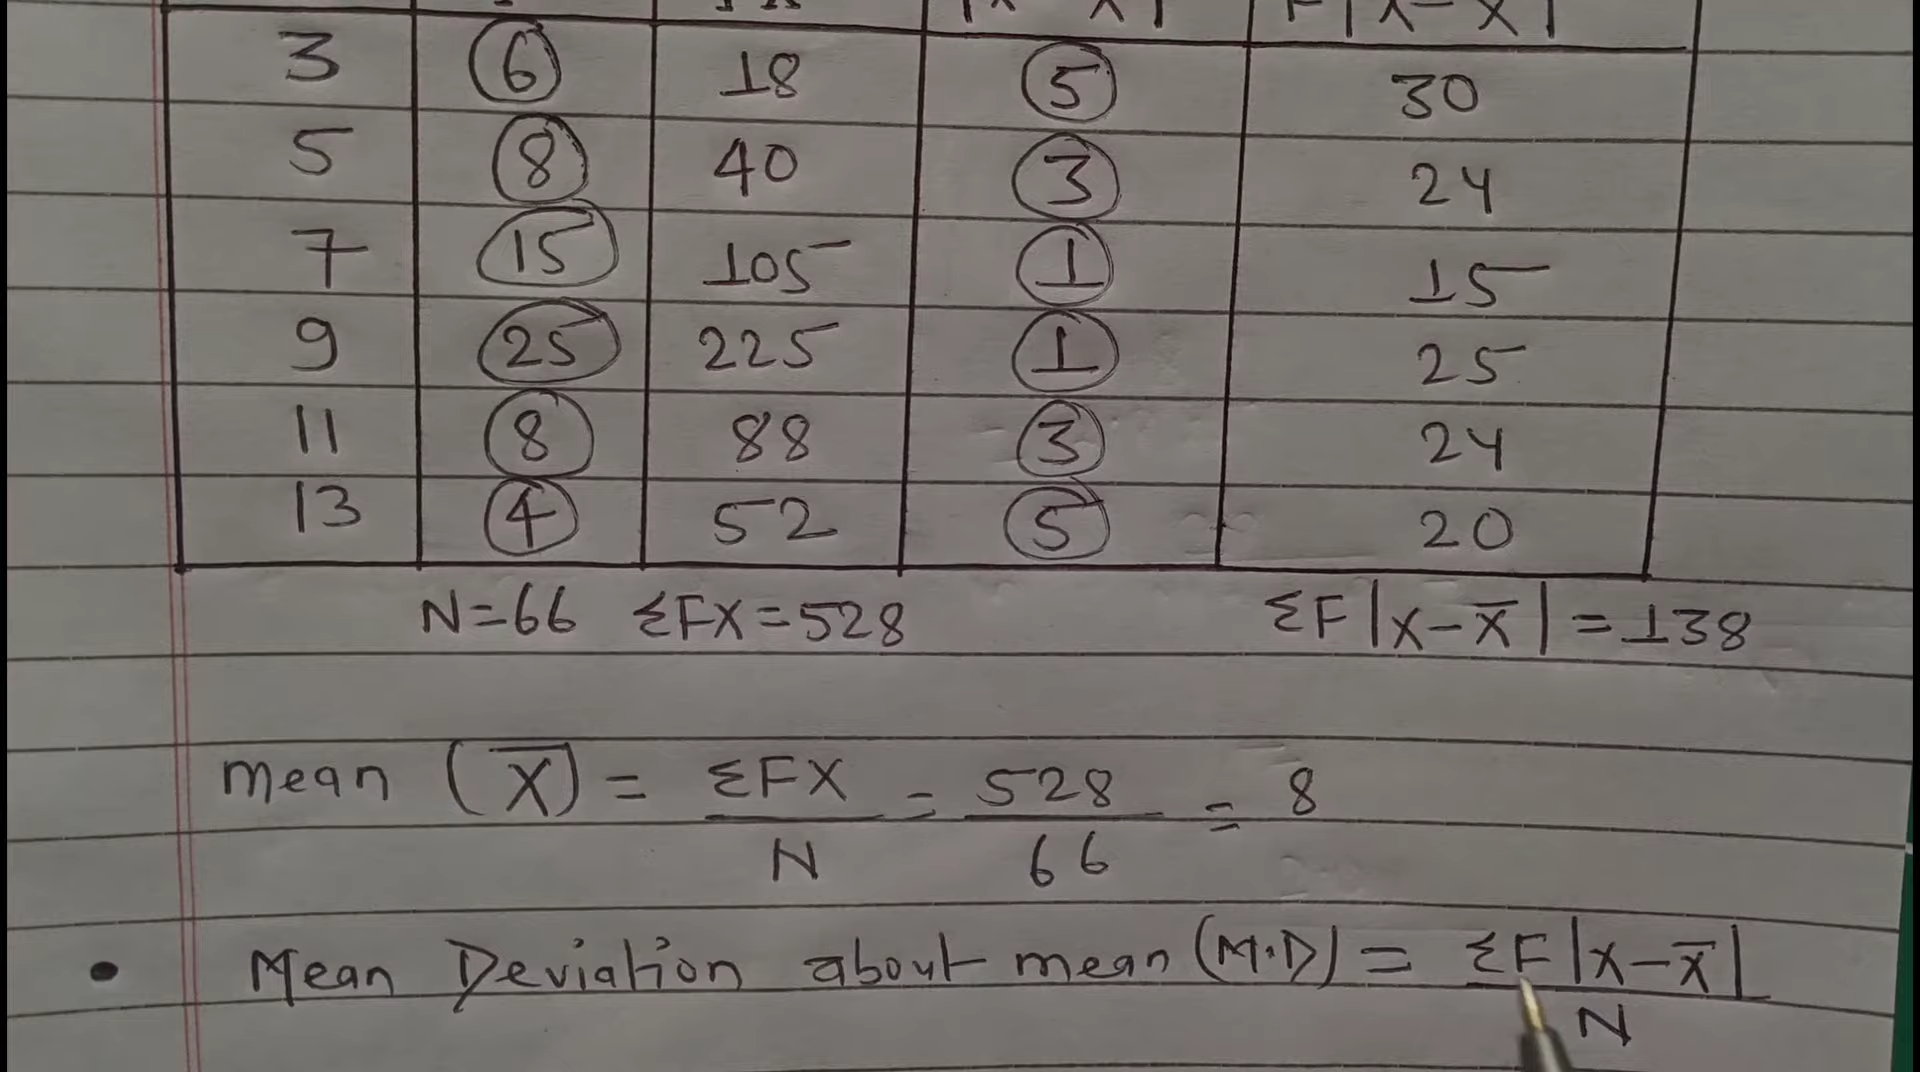 |X-X| F|X-X|
3 6 18 5 30
5 8 40 3 24
7 15 105 1 15
9 25 225 1 25
11 8 88 3 24
13 4 52 5 20
N=66 ΣFX=528 ΣF|X-X̅|=138
mean (X̅) = ΣFX/N = 528/66 = 8
• Mean Deviation about mean (M.D) = ΣF|X-X̅|/N